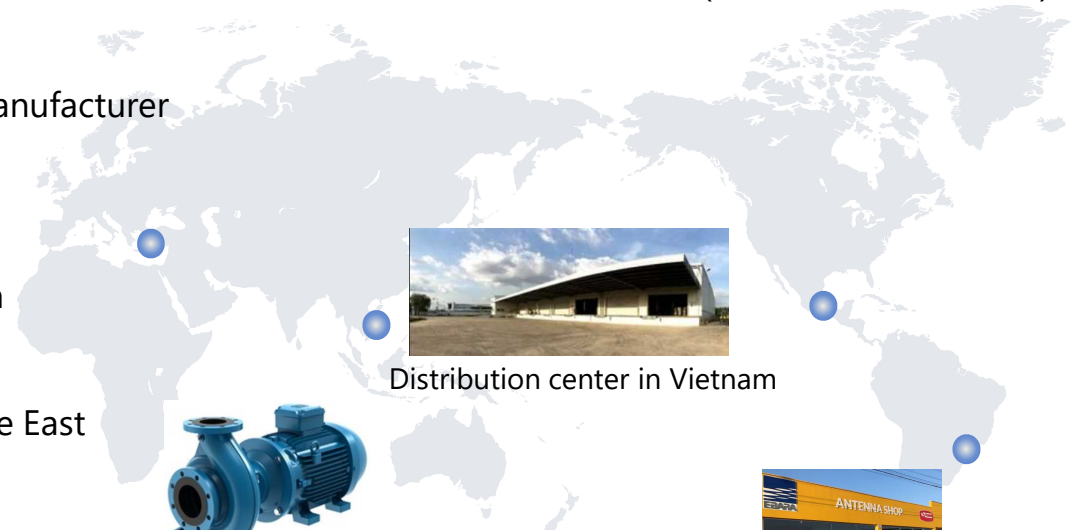 anufacturer
Distribution center in Vietnam
e East
EBARA
ANTENNA SHOP